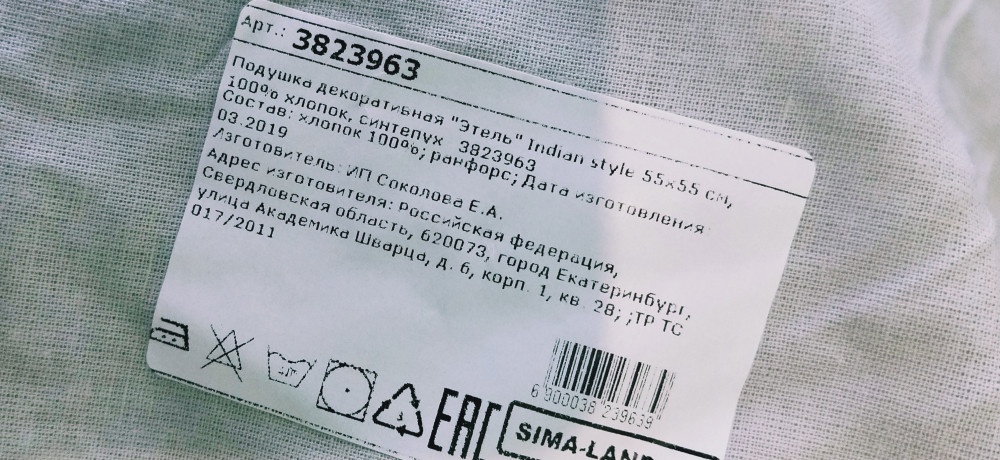 Арт.: 3823963
Подушка декоративная "Этель" Indian style 55х55 см,
100% хлопок, синтепух 3823963
Состав: хлопок 100%; ранфорс; Дата изготовления
03.2019
Изготовитель: ИП Соколова Е.А.
Адрес изготовителя: российская федерация,
Свердловская область, 620073, город Екатеринбург,
улица Академика Шварца, д. 6, корп. 1, кв. 28; ;ТР ТС
017/2011
6 900038 239639
EAC
SIMA-LAND